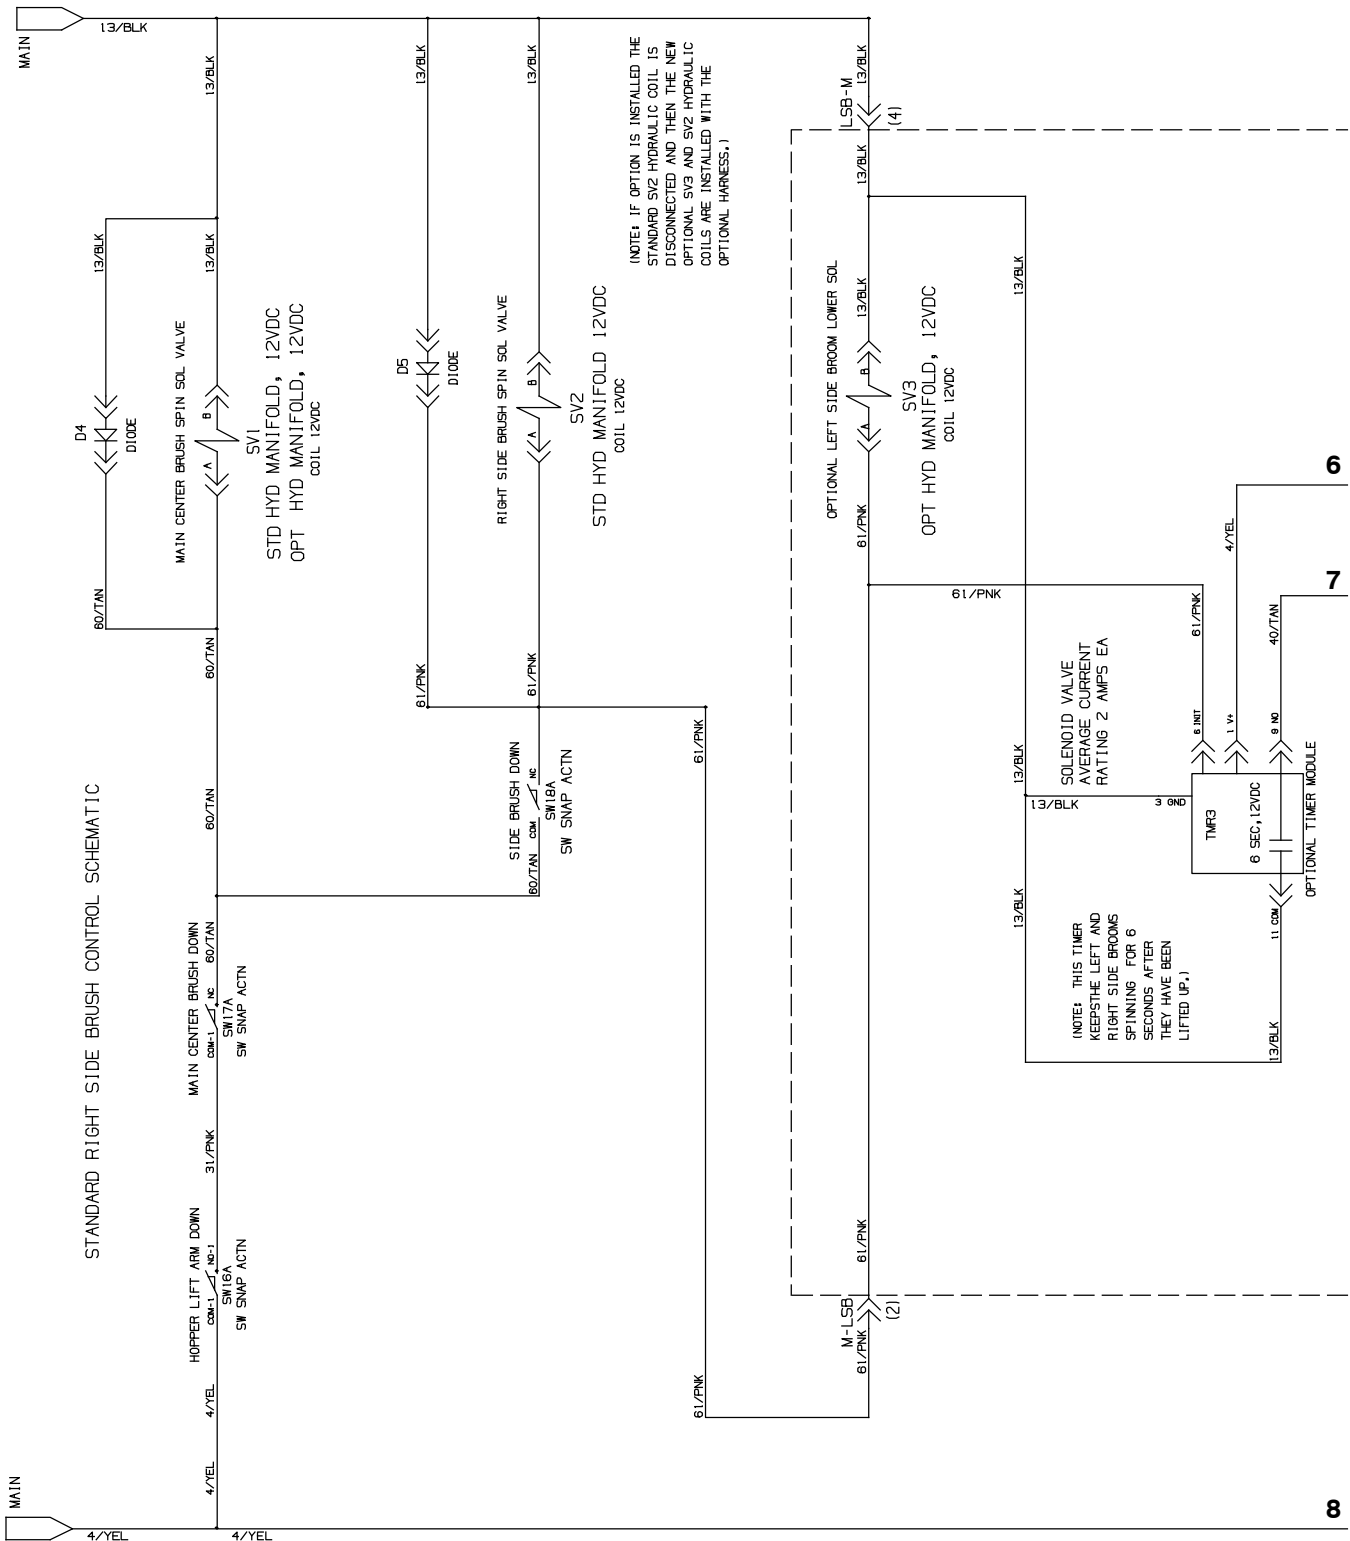 STANDARD RIGHT SIDE BRUSH CONTROL SCHEMATIC
MAIN
4/YEL
4/YEL
4/YEL
4/YEL
HOPPER LIFT ARM DOWN
COM-1
NO-1
SW16A
SW SNAP ACTN
31/PNK
MAIN CENTER BRUSH DOWN
COM-1
NC
SW17A
SW SNAP ACTN
60/TAN
60/TAN
60/TAN
60/TAN
D4
DIODE
13/BLK
MAIN CENTER BRUSH SPIN SOL VALVE
A
B
SV1
STD HYD MANIFOLD, 12VDC
OPT HYD MANIFOLD, 12VDC
COIL 12VDC
13/BLK
13/BLK
MAIN
13/BLK
60/TAN
SIDE BRUSH DOWN
COM
NC
SW18A
SW SNAP ACTN
61/PNK
61/PNK
D5
DIODE
13/BLK
RIGHT SIDE BRUSH SPIN SOL VALVE
A
B
SV2
STD HYD MANIFOLD 12VDC
COIL 12VDC
13/BLK
(NOTE: IF OPTION IS INSTALLED THE
STANDARD SV2 HYDRAULIC COIL IS
DISCONNECTED AND THEN THE NEW
OPTIONAL SV3 AND SV2 HYDRAULIC
COILS ARE INSTALLED WITH THE
OPTIONAL HARNESS.)
61/PNK
61/PNK
M-LSB
61/PNK
(2)
61/PNK
61/PNK
OPTIONAL LEFT SIDE BROOM LOWER SOL
A
B
SV3
OPT HYD MANIFOLD, 12VDC
COIL 12VDC
13/BLK
13/BLK
LSB-M
13/BLK
(4)
13/BLK
61/PNK
13/BLK
13/BLK
13/BLK
13/BLK
SOLENOID VALVE
AVERAGE CURRENT
RATING 2 AMPS EA
(NOTE: THIS TIMER
KEEPSTHE LEFT AND
RIGHT SIDE BROOMS
SPINNING FOR 6
SECONDS AFTER
THEY HAVE BEEN
LIFTED UP.)
3 GND
TMR3
6 SEC,12VDC
OPTIONAL TIMER MODULE
11 COM
6 INIT
1 V+
9 NO
61/PNK
4/YEL
40/TAN
6
7
8